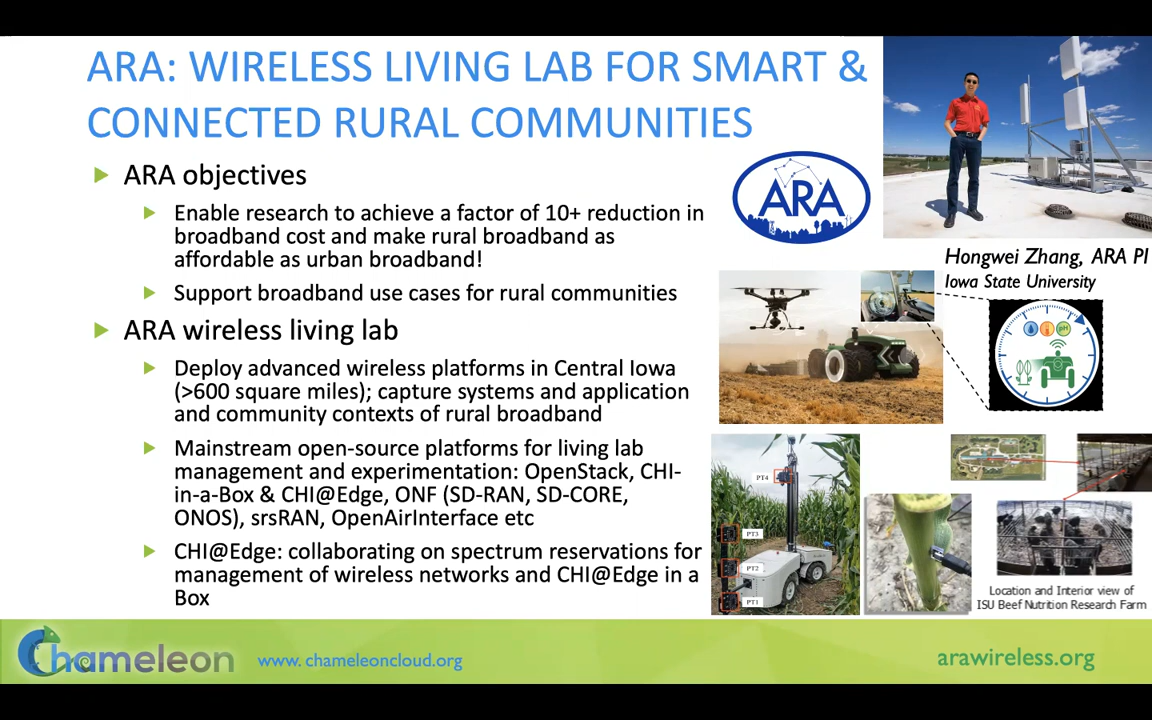 ARA: WIRELESS LIVING LAB FOR SMART &
CONNECTED RURAL COMMUNITIES
ARA objectives
Enable research to achieve a factor of 10+ reduction in
broadband cost and make rural broadband as
affordable as urban broadband!
Support broadband use cases for rural communities
ARA wireless living lab
Deploy advanced wireless platforms in Central Iowa
(>600 square miles); capture systems and application
and community contexts of rural broadband
Mainstream open-source platforms for living lab
management and experimentation: OpenStack, CHI-
in-a-Box & CHI@Edge, ONF (SD-RAN, SD-CORE,
ONOS), srsRAN, OpenAirInterface etc
CHI@Edge: collaborating on spectrum reservations for
management of wireless networks and CHI@Edge in a
Box
ARA
Hongwei Zhang, ARA PI
Iowa State University
pH
PT4
PT3
PT2
PT1
Location and Interior view of
ISU Beef Nutrition Research Farm
Chameleon
www. chameleoncloud.org
arawireless.org